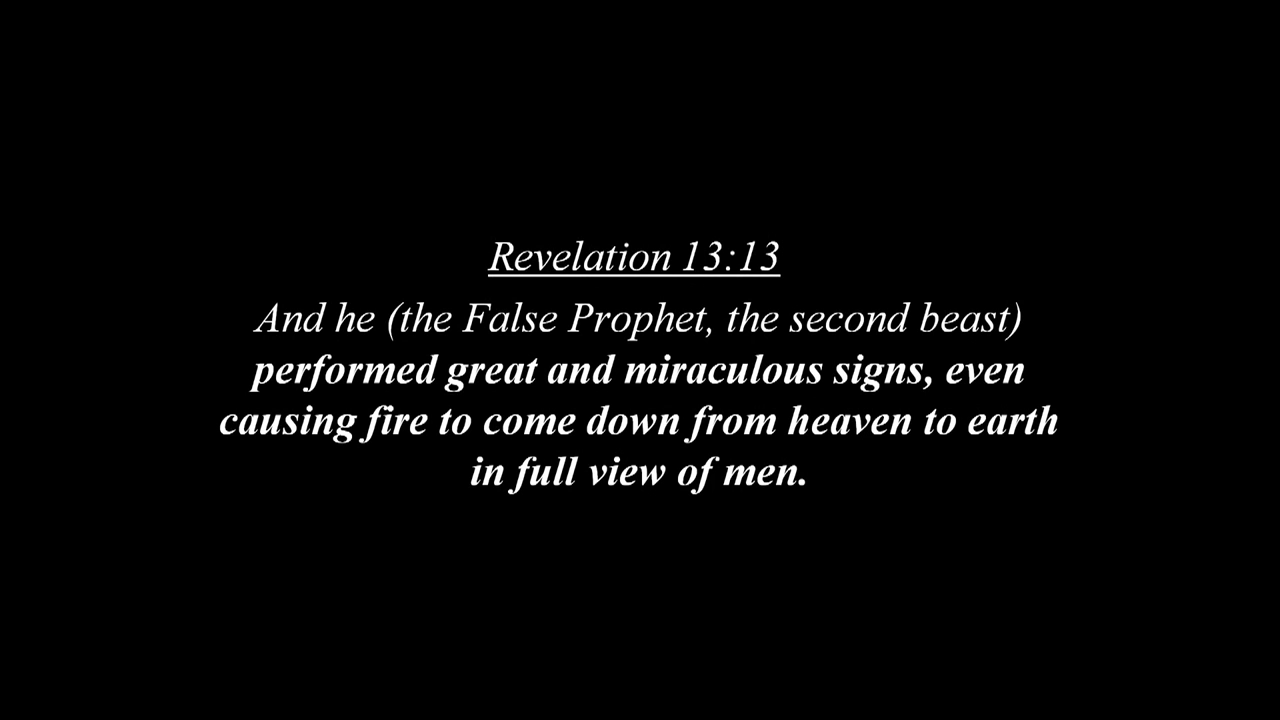 Revelation 13:13
And he (the False Prophet, the second beast)
performed great and miraculous signs, even
causing fire to come down from heaven to earth
in full view of men.